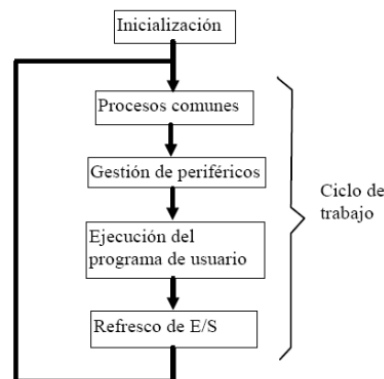 Inicialización
Procesos comunes
Gestión de periféricos
Ejecución del
programa de usuario
Refresco de E/S
Ciclo de
trabajo